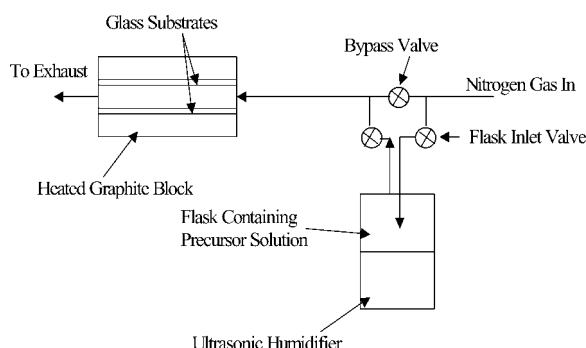 Glass Substrates
Bypass Valve
To Exhaust
Nitrogen Gas In
Flask Inlet Valve
Heated Graphite Block
Flask Containing
Precursor Solution
Ultrasonic Humidifier